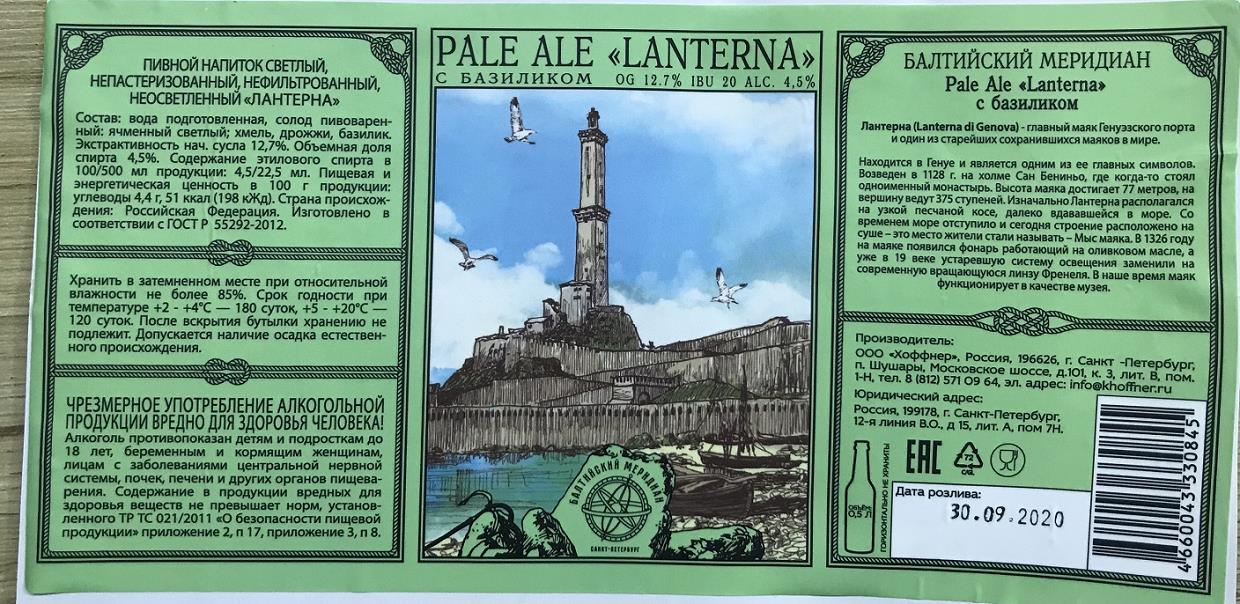 ПИВНОЙ НАПИТОК СВЕТЛЫЙ,
НЕПАСТЕРИЗОВАННЫЙ, НЕФИЛЬТРОВАННЫЙ,
НЕОСВЕТЛЕННЫЙ «ЛАНТЕРНА»
Состав: вода подготовленная, солод пивоварен-
ный: ячменный светлый; хмель, дрожжи, базилик.
Экстрактивность нач. сусла 12,7%. Объемная доля
спирта 4,5%. Содержание этилового спирта в
100/500 мл продукции: 4,5/22,5 мл. Пищевая и
энергетическая ценность в 100 г продукции:
углеводы 4,4 г, 51 ккал (198 кЖд). Страна происхож-
дения: Российская Федерация. Изготовлено в
соответствии с ГОСТ Р 55292-2012.
Хранить в затемненном месте при относительной
влажности не более 85%. Срок годности при
температуре +2 - +4°С — 180 суток, +5 - +20°С —
120 суток. После вскрытия бутылки хранению не
подлежит. Допускается наличие осадка естествен-
ного происхождения.
ЧРЕЗМЕРНОЕ УПОТРЕБЛЕНИЕ АЛКОГОЛЬНОЙ
ПРОДУКЦИИ ВРЕДНО ДЛЯ ЗДОРОВЬЯ ЧЕЛОВЕКА!
Алкоголь противопоказан детям и подросткам до
18 лет, беременным и кормящим женщинам,
лицам с заболеваниями центральной нервной
системы, почек, печени и других органов пищева-
рения. Содержание в продукции вредных для
здоровья веществ не превышает норм, установ-
ленного ТР ТС 021/2011 «О безопасности пищевой
продукции» приложение 2, п 17, приложение 3, п 8.
PALE ALE «LANTERNA»
С БАЗИЛИКОМ OG 12.7% IBU 20 ALC. 4,5%
БАЛТИЙСКИЙ МЕРИДИАН
САНКТ-ПЕТЕРБУРГ
БАЛТИЙСКИЙ МЕРИДИАН
Pale Ale «Lanterna»
с базиликом
Лантерна (Lanterna di Genova) - главный маяк Генуэзского порта
и один из старейших сохранившихся маяков в мире.
Находится в Генуе и является одним из ее главных символов.
Возведен в 1128 г. на холме Сан Бениньо, где когда-то стоял
одноименный монастырь. Высота маяка достигает 77 метров, на
вершину ведут 375 ступеней. Изначально Лантерна располагался
на узкой песчаной косе, далеко вдававшейся в море. Со
временем море отступило и сегодня строение расположено на
суше – это место жители стали называть – Мыс маяка. В 1326 году
на маяке появился фонарь работающий на оливковом масле, а
уже в 19 веке устаревшую систему освещения заменили на
современную вращающуюся линзу Френеля. В наше время маяк
функционирует в качестве музея.
Производитель:
ООО «Хоффнер», Россия, 196626, г. Санкт -Петербург,
п. Шушары, Московское шоссе, д.101, к. 3, лит. В, пом.
1-Н, тел. 8 (812) 571 09 64, эл. адрес: info@khoffner.ru
Юридический адрес:
Россия, 199178, г. Санкт-Петербург,
12-я линия В.О., д 15, лит. А, пом 7Н.
ОБЪЕМ:
0,5 Л
ГОРИЗОНТАЛЬНО НЕ ХРАНИТЬ
ЕАС
72
Дата розлива:
30.09.2020
4 660043 330845